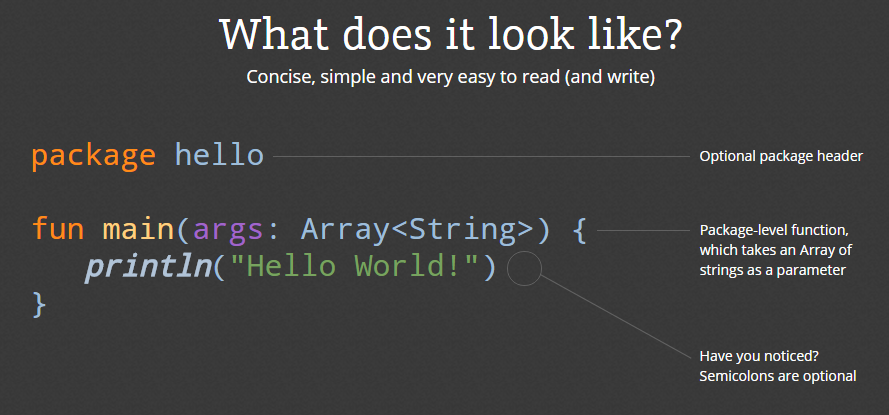 What does it look like?
Concise, simple and very easy to read (and write)
package hello
Optional package header
fun main(args: Array<String>) {
Package-level function,
which takes an Array of
strings as a parameter
println("Hello World!")
}
Have you noticed?
Semicolons are optional